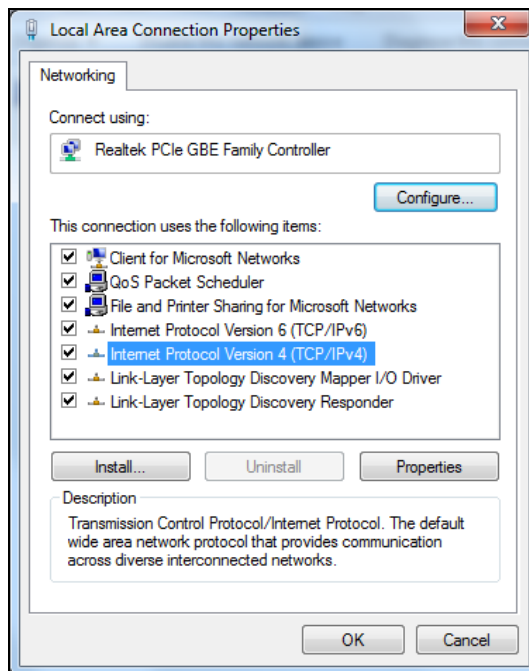 Local Area Connection Properties
Networking
Connect using:
Realtek PCIe GBE Family Controller
Configure...
This connection uses the following items:
Client for Microsoft Networks
QoS Packet Scheduler
File and Printer Sharing for Microsoft Networks
Internet Protocol Version 6 (TCP/IPv6)
Internet Protocol Version 4 (TCP/IPv4)
Link-Layer Topology Discovery Mapper I/O Driver
Link-Layer Topology Discovery Responder
Install... Uninstall Properties
Description
Transmission Control Protocol/Internet Protocol. The default
wide area network protocol that provides communication
across diverse interconnected networks.
OK Cancel